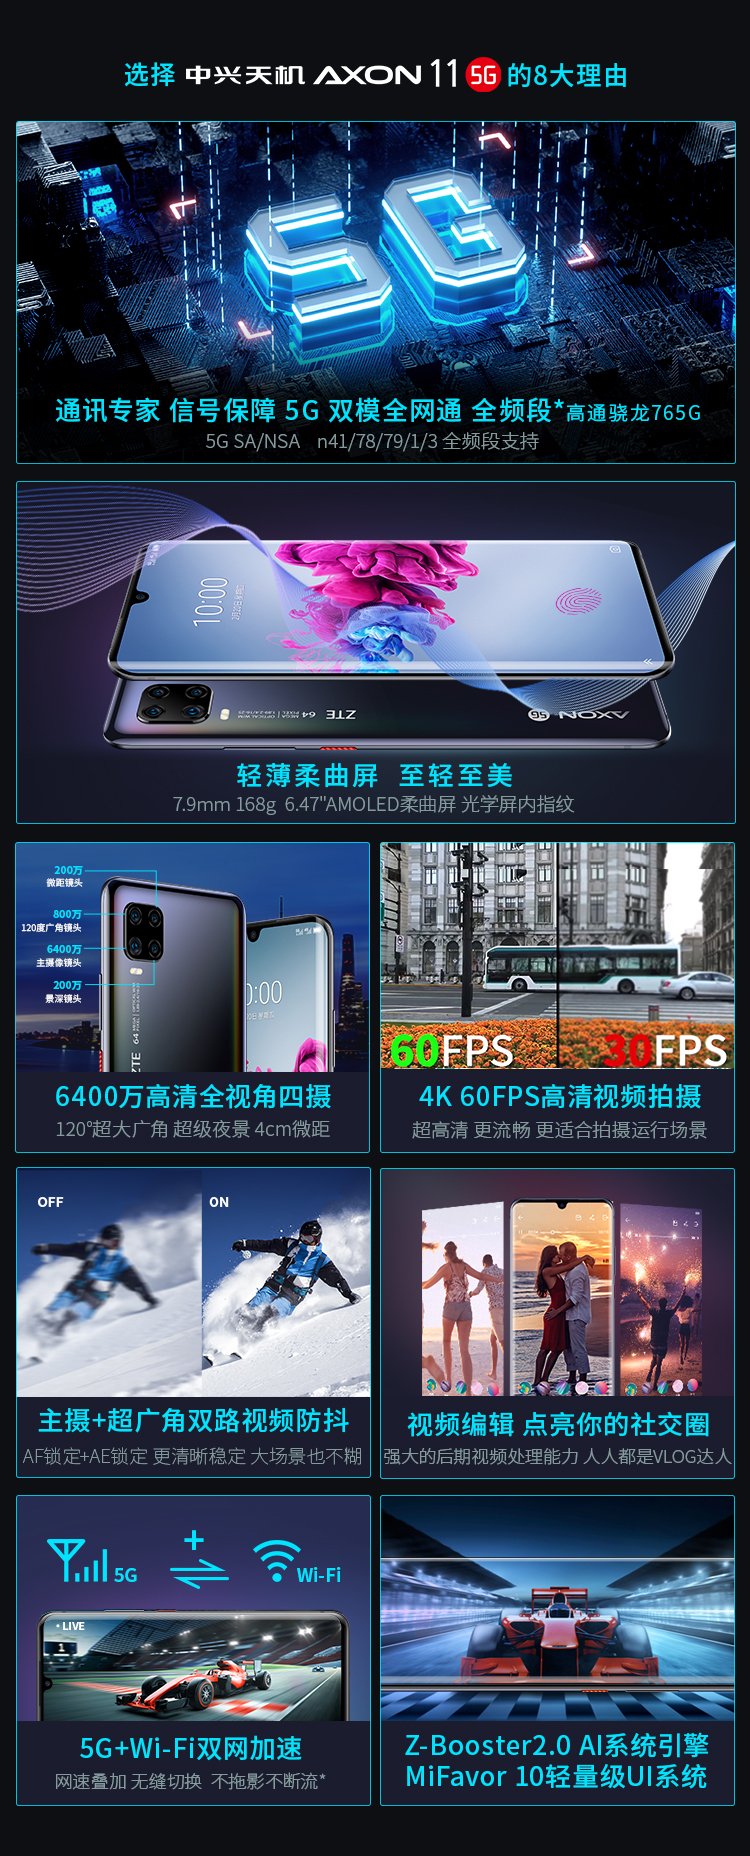 选择 中兴天机 AXON 11 5G 的8大理由
5G
通讯专家 信号保障 5G 双模全网通 全频段*高通骁龙765G
5G SA/NSA n41/78/79/1/3 全频段支持
10:00
ZTE
AXON 5G
轻薄柔曲屏 至轻至美
7.9mm 168g 6.47"AMOLED柔曲屏 光学屏内指纹
200万
微距镜头
800万
120度广角镜头
6400万
主摄像镜头
200万
景深镜头
ZTE
0:00
6400万高清全视角四摄
120°超大广角 超级夜景 4cm微距
60FPS
30FPS
4K 60FPS高清视频拍摄
超高清 更流畅 更适合拍摄运行场景
OFF
ON
主摄+超广角双路视频防抖
AF锁定+AE锁定 更清晰稳定 大场景也不糊
视频编辑 点亮你的社交圈
强大的后期视频处理能力 人人都是VLOG达人
5G
Wi-Fi
• LIVE
5G+Wi-Fi双网加速
网速叠加 无缝切换 不拖影不断流*
Z-Booster2.0 AI系统引擎
MiFavor 10轻量级UI系统